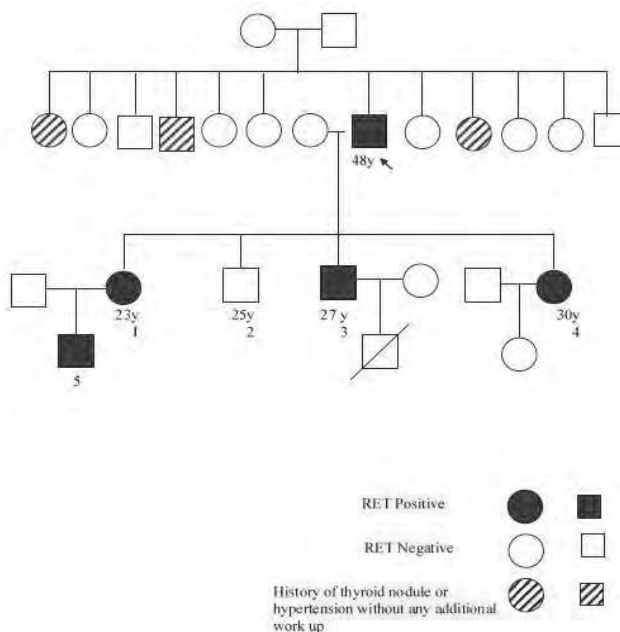 48y
23y
1
25y
2
27 y
3
30y
4
5
RET Positive
RET Negative
History of thyroid nodule or
hypertension without any additional
work up